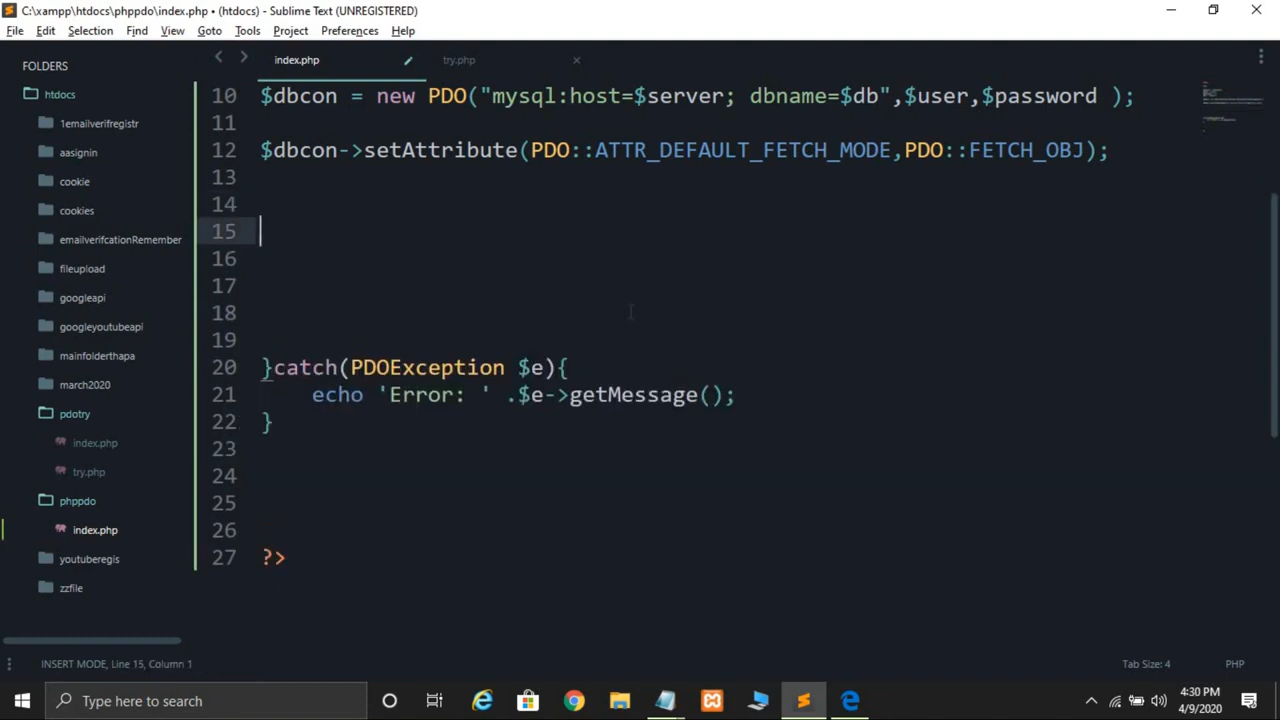 C:\xampp\htdocs\phppdo\index.php • (htdocs) - Sublime Text (UNREGISTERED)
File Edit Selection Find View Goto Tools Project Preferences Help
FOLDERS
htdocs
1emailverifregistr
aasignin
cookie
cookies
emailverifcationRemember
fileupload
googleapi
googleyoutubeapi
mainfolderthapa
march2020
pdotry
index.php
try.php
phppdo
index.php
youtuberegis
zzfile
index.php try.php
10 $dbcon = new PDO("mysql:host=$server; dbname=$db",$user,$password );
11
12 $dbcon->setAttribute(PDO::ATTR_DEFAULT_FETCH_MODE,PDO::FETCH_OBJ);
13
14
15
16
17
18
19
20 }catch(PDOException $e){
21 echo 'Error: ' .$e->getMessage();
22 }
23
24
25
26
27 ?>
INSERT MODE, Line 15, Column 1 Tab Size: 4 PHP
Type here to search
4:30 PM
4/9/2020